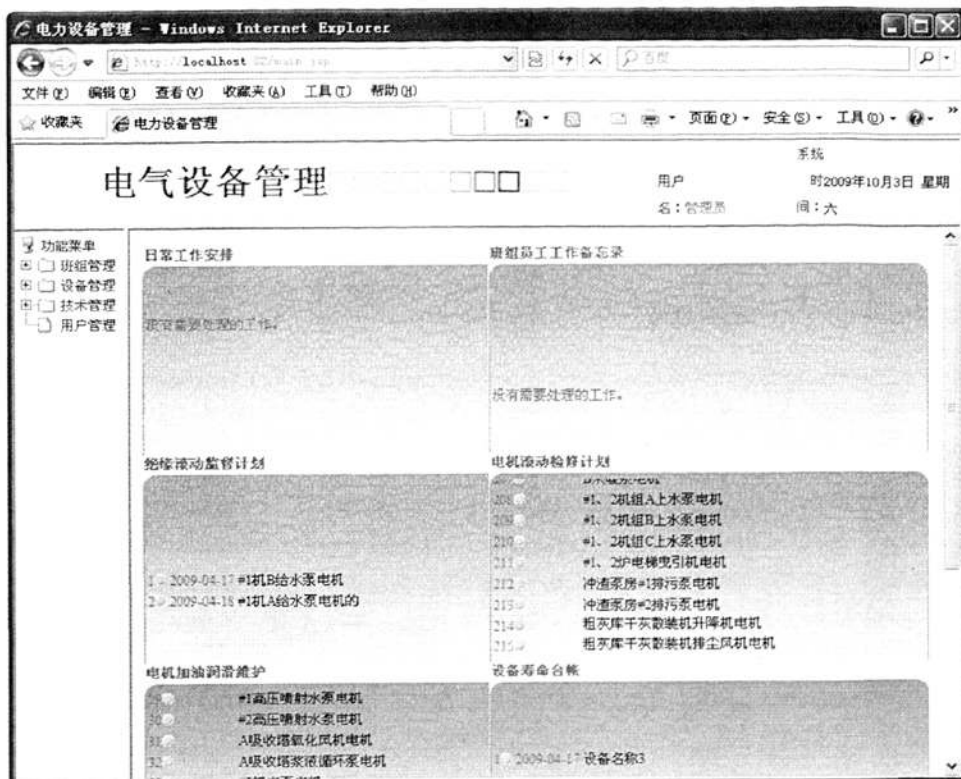 电力设备管理 - Windows Internet Explorer
http://localhost
百度
文件(F) 编辑(E) 查看(V) 收藏夹(A) 工具(T) 帮助(H)
收藏夹 电力设备管理
页面(P) 安全(S) 工具(O)
电气设备管理
系统
用户 时2009年10月3日 星期
名：管理员 间：六
功能菜单
班组管理
设备管理
技术管理
用户管理
日常工作安排
没有需要处理的工作。
班组员工工作备忘录
没有需要处理的工作。
绝缘滚动监督计划
1 2009-04-17 #1机B给水泵电机
2 2009-04-18 #1机A给水泵电机的
电机滚动检修计划
208 #1、2机组A上水泵电机
209 #1、2机组B上水泵电机
210 #1、2机组C上水泵电机
211 #1、2炉电梯曳引机电机
212 冲渣泵房#1排污泵电机
213 冲渣泵房#2排污泵电机
214 粗灰库干灰散装机升降机电机
215 粗灰库干灰散装机排尘风机电机
电机加油润滑维护
#1高压喷射水泵电机
30 #2高压喷射水泵电机
31 A吸收塔氧化风机电机
32 A吸收塔浆液循环泵电机
设备寿命台帐
1 2009-04-17 设备名称3